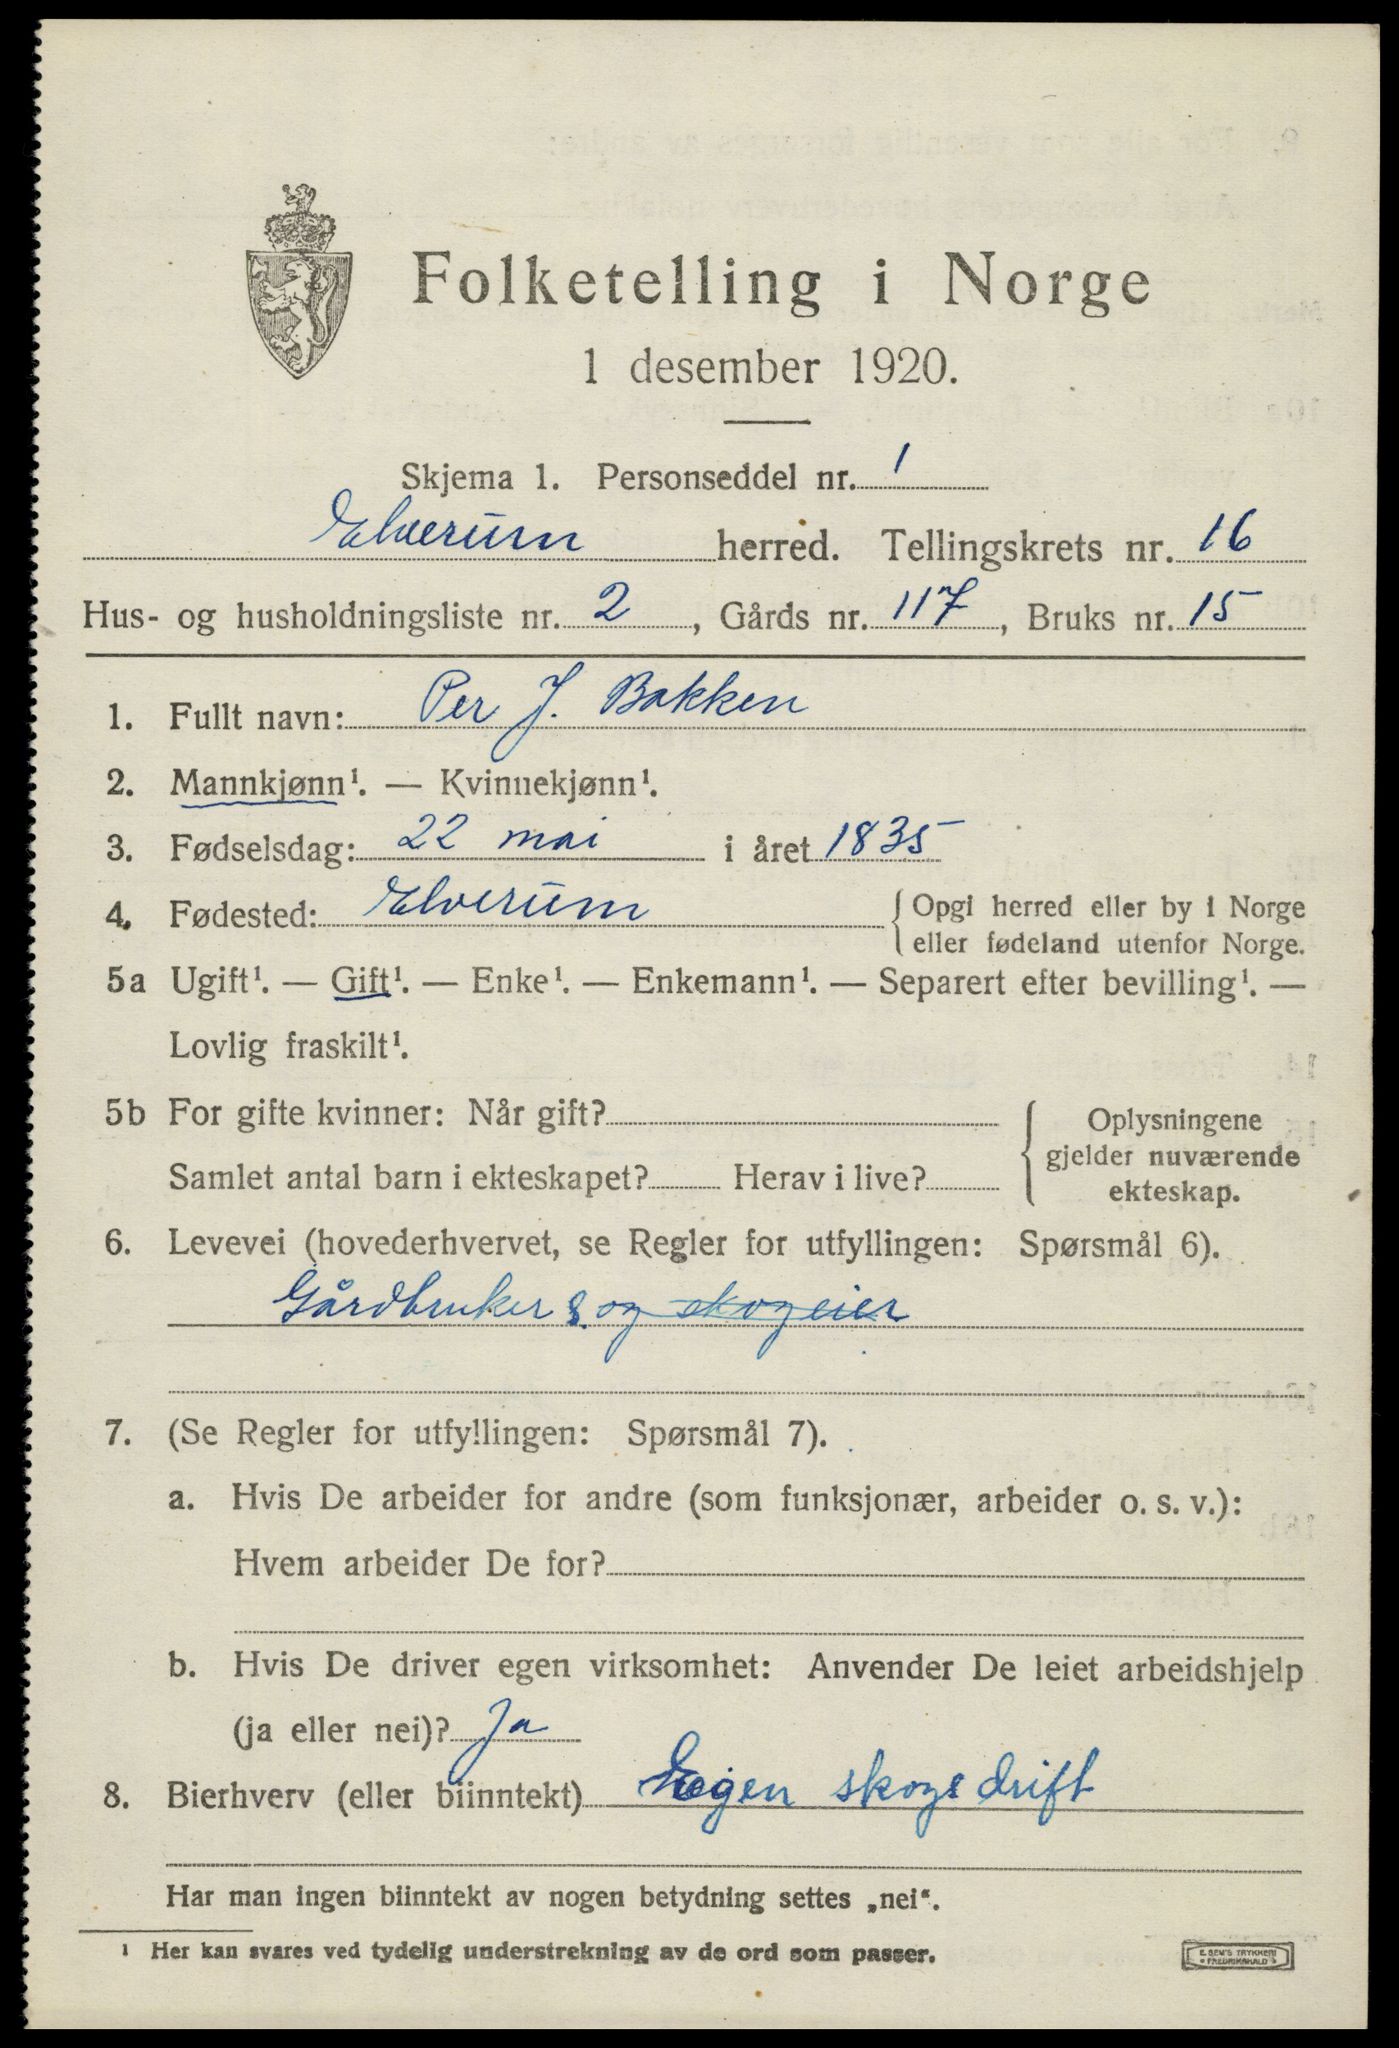 Folketelling i Norge
1 desember 1920.
Skjema 1. Personseddel nr. 1
Elverum herred. Tellingskrets nr. 16
Hus- og husholdningsliste nr. 2, Gårds nr. 117, Bruks nr. 15
1. Fullt navn: Per J. Bakken
2. Mannkjønn¹. — Kvinnekjønn¹.
3. Fødselsdag: 22 mai i året 1835
4. Fødested: Elverum { Opgi herred eller by i Norge
eller fødeland utenfor Norge.
5a Ugift¹. — Gift¹. — Enke¹. — Enkemann¹. — Separert efter bevilling¹. —
Lovlig fraskilt¹.
5b For gifte kvinner: Når gift?
Samlet antal barn i ekteskapet? Herav i live?
{ Oplysningene
gjelder nuværende
ekteskap.
6. Levevei (hovederhvervet, se Regler for utfyllingen: Spørsmål 6).
Gårdbruker og skogeier
7. (Se Regler for utfyllingen: Spørsmål 7).
a. Hvis De arbeider for andre (som funksjonær, arbeider o. s. v.):
Hvem arbeider De for?
b. Hvis De driver egen virksomhet: Anvender De leiet arbeidshjelp
(ja eller nei)? Ja
8. Bierhverv (eller biinntekt) Egen skogsdrift
Har man ingen biinntekt av nogen betydning settes „nei“.
¹ Her kan svares ved tydelig understrekning av de ord som passer.
E. SEM'S TRYKKERI
FREDRIKSHALD